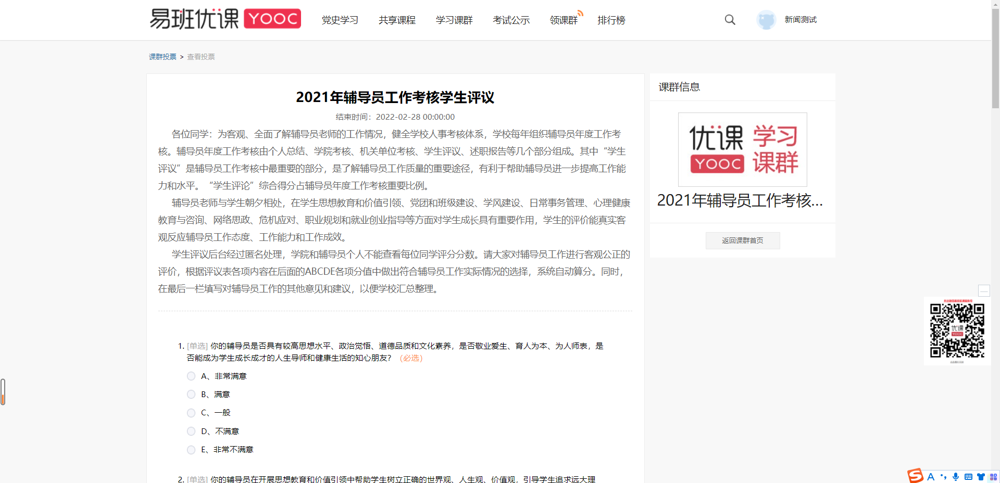 易班优课 YOOC
党史学习 共享课程 学习课群 考试公示 领课群 排行榜
新闻测试
课群投票 > 查看投票
2021年辅导员工作考核学生评议
结束时间：2022-02-28 00:00:00
各位同学：为客观、全面了解辅导员老师的工作情况，健全学校人事考核体系，学校每年组织辅导员年度工作考
核。辅导员年度工作考核由个人总结、学院考核、机关单位考核、学生评议、述职报告等几个部分组成。其中“学生
评议”是辅导员工作考核中最重要的部分，是了解辅导员工作质量的重要途径，有利于帮助辅导员进一步提高工作能
力和水平。“学生评论”综合得分占辅导员年度工作考核重要比例。
辅导员老师与学生朝夕相处，在学生思想教育和价值引领、党团和班级建设、学风建设、日常事务管理、心理健康
教育与咨询、网络思政、危机应对、职业规划和就业创业指导等方面对学生成长具有重要作用，学生的评价能真实客
观反应辅导员工作态度、工作能力和工作成效。
学生评议后台经过匿名处理，学院和辅导员个人不能查看每位同学评分分数。请大家对辅导员工作进行客观公正的
评价，根据评议表各项内容在后面的ABCDE各项分值中做出符合辅导员工作实际情况的选择，系统自动算分。同时，
在最后一栏填写对辅导员工作的其他意见和建议，以便学校汇总整理。
1. [单选] 你的辅导员是否具有较高思想水平、政治觉悟、道德品质和文化素养，是否敬业爱生、育人为本、为人师表，是
否能成为学生成长成才的人生导师和健康生活的知心朋友？ （必选）
A、非常满意
B、满意
C、一般
D、不满意
E、非常不满意
2. [单选] 你的辅导员在开展思想教育和价值引领中帮助学生树立正确的世界观、人生观、价值观，引导学生追求远大理
课群信息
优课 学习
YOOC 课群
2021年辅导员工作考核...
返回课群首页
优课
YOOC
S A